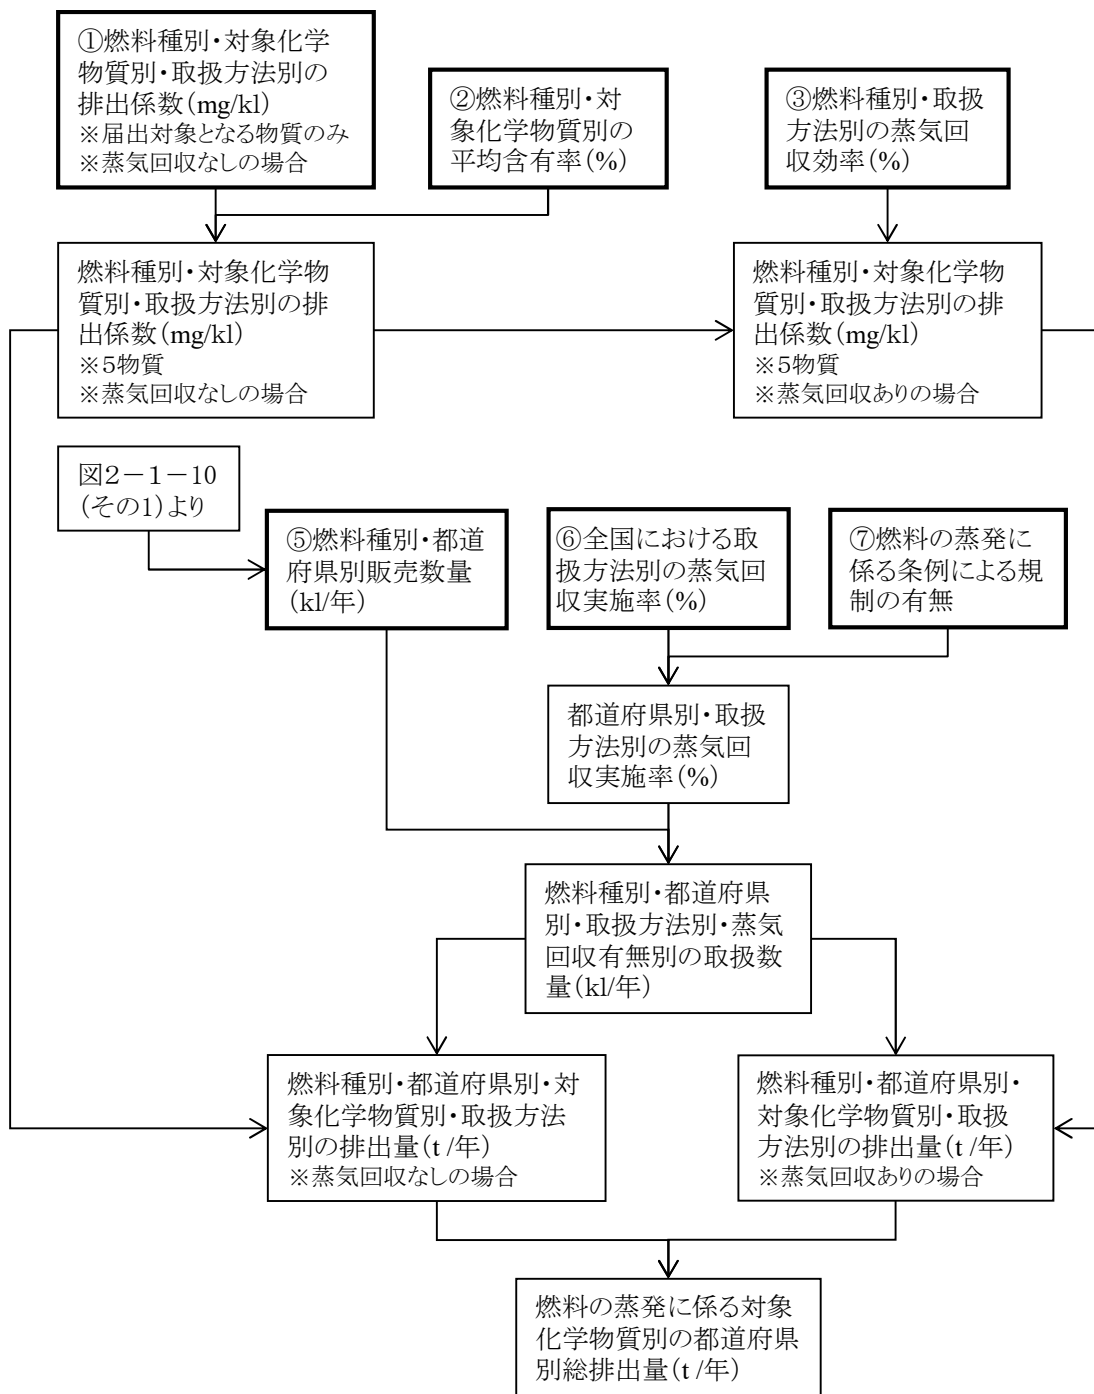 ①燃料種別・対象化学
物質別・取扱方法別の
排出係数(mg/kl)
※届出対象となる物質のみ
※蒸気回収なしの場合
②燃料種別・対
象化学物質別の
平均含有率(%)
③燃料種別・取扱
方法別の蒸気回
収効率(%)
燃料種別・対象化学物
質別・取扱方法別の排
出係数(mg/kl)
※5物質
※蒸気回収なしの場合
燃料種別・対象化学物
質別・取扱方法別の排
出係数(mg/kl)
※5物質
※蒸気回収ありの場合
図2-1-10
(その1)より
⑤燃料種別・都道
府県別販売数量
(kl/年)
⑥全国における取
扱方法別の蒸気回
収実施率(%)
⑦燃料の蒸発に
係る条例による規
制の有無
都道府県別・取扱
方法別の蒸気回
収実施率(%)
燃料種別・都道府県
別・取扱方法別・蒸気
回収有無別の取扱数
量(kl/年)
燃料種別・都道府県別・対
象化学物質別・取扱方法
別の排出量(t /年)
※蒸気回収なしの場合
燃料種別・都道府県別・
対象化学物質別・取扱
方法別の排出量(t /年)
※蒸気回収ありの場合
燃料の蒸発に係る対象
化学物質別の都道府県
別総排出量(t /年)